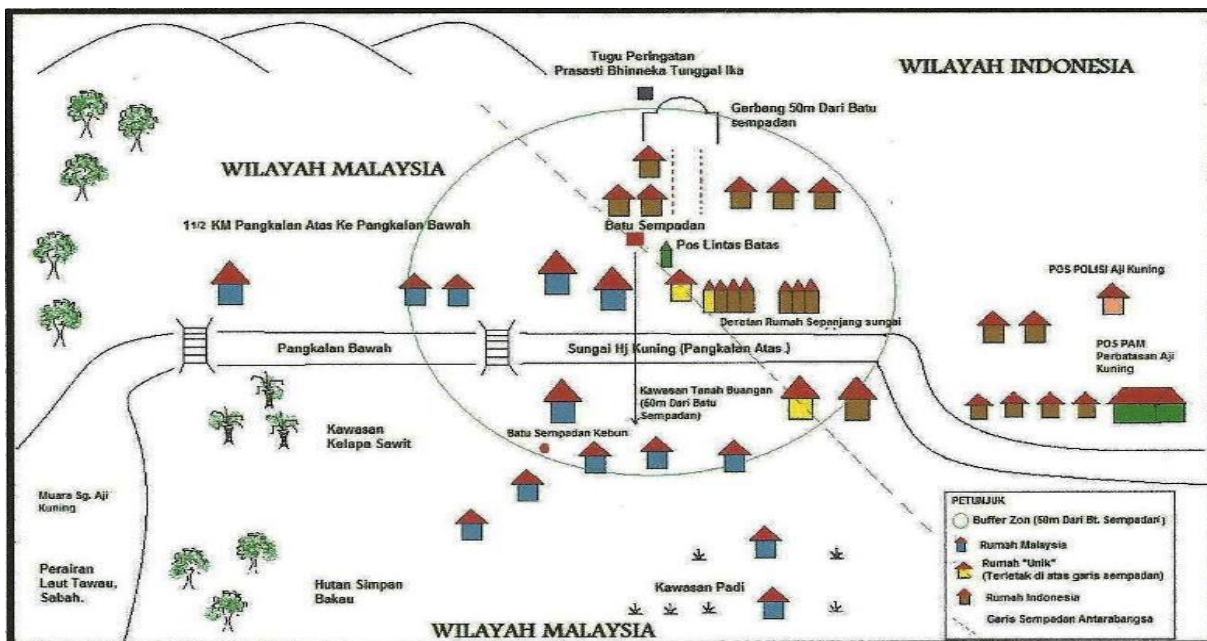 Tugu Peringatan
Prasasti Bhinneka Tunggal Ika
WILAYAH INDONESIA
Gerbang 50m Dari Batu
sempadan
WILAYAH MALAYSIA
1 1/2 KM Pangkalan Atas Ke Pangkalan Bawah
Batu Sempadan
Pos Lintas Batas
POS POLISI Aji Kuning
Deretan Rumah Sepanjang sungai
Pangkalan Bawah
Sungai Hj Kuning (Pangkalan Atas.)
POS PAM
Perbatasan Aji
Kuning
Kawasan Tanah Buangan
(50m Dari Batu
Sempadan)
Kawasan
Kelapa Sawit
Batu Sempadan Kebun
Muara Sg. Aji
Kuning
Perairan
Laut Tawau,
Sabah.
Hutan Simpan
Bakau
Kawasan Padi
WILAYAH MALAYSIA
PETUNJUK
Buffer Zon (50m Dari Bt. Sempadan)
Rumah Malaysia
Rumah "Unik"
(Terletak di atas garis sempadan)
Rumah Indonesia
Garis Sempadan Antarabangsa